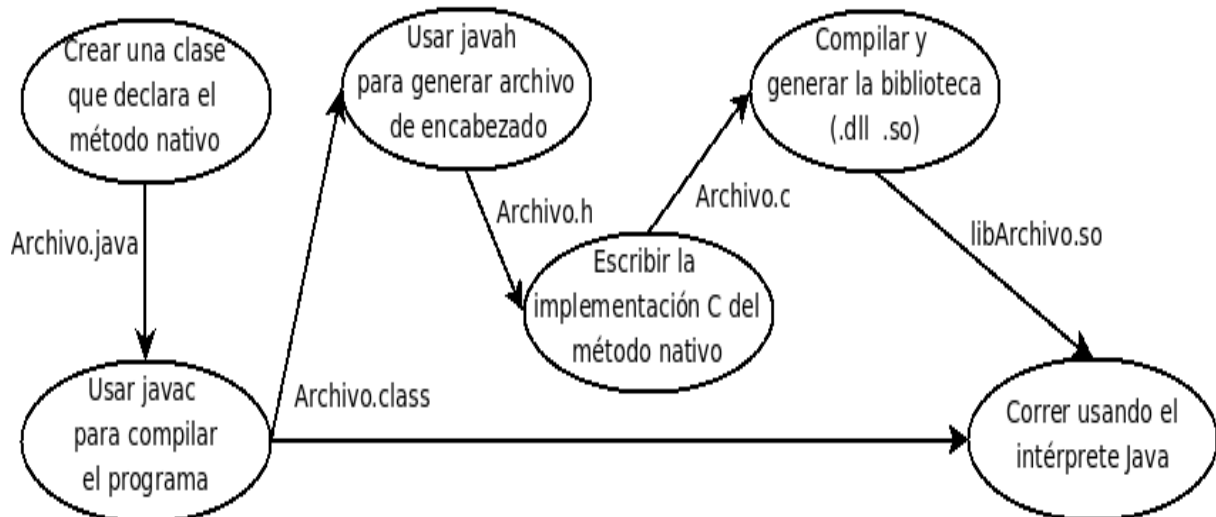 Crear una clase
que declara el
método nativo
Archivo.java
Usar javac
para compilar
el programa
Archivo.class
Usar javah
para generar archivo
de encabezado
Archivo.h
Escribir la
implementación C del
método nativo
Archivo.c
Compilar y
generar la biblioteca
(.dll .so)
libArchivo.so
Correr usando el
intérprete Java